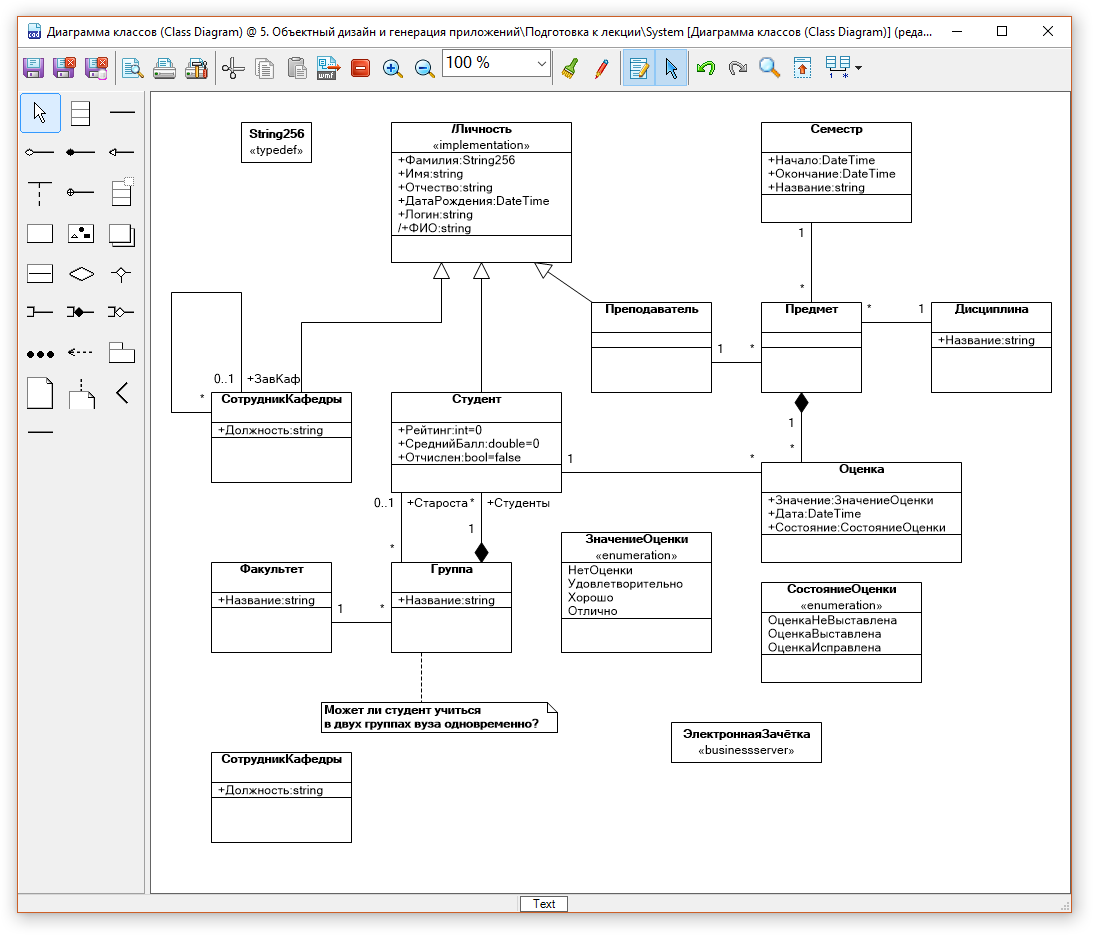 Диаграмма классов (Class Diagram) @ 5. Объектный дизайн и генерация приложений\Подготовка к лекции\System [Диаграмма классов (Class Diagram)] (реда...
wmf
100 %
1 *
String256
«typedef»
/Личность
«implementation»
+Фамилия:String256
+Имя:string
+Отчество:string
+ДатаРождения:DateTime
+Логин:string
/+ФИО:string
Семестр
+Начало:DateTime
+Окончание:DateTime
+Название:string
1
*
Преподаватель
1
*
Предмет
*
1
Дисциплина
+Название:string
0..1
+ЗавКаф
*
СотрудникКафедры
+Должность:string
Студент
+Рейтинг:int=0
+СреднийБалл:double=0
+Отчислен:bool=false
1
*
1
*
Оценка
+Значение:ЗначениеОценки
+Дата:DateTime
+Состояние:СостояниеОценки
0..1
+Староста
*
+Студенты
1
*
Факультет
+Название:string
1
*
Группа
+Название:string
ЗначениеОценки
«enumeration»
НетОценки
Удовлетворительно
Хорошо
Отлично
СостояниеОценки
«enumeration»
ОценкаНеВыставлена
ОценкаВыставлена
ОценкаИсправлена
Может ли студент учиться
в двух группах вуза одновременно?
ЭлектроннаяЗачётка
«businessserver»
СотрудникКафедры
+Должность:string
Text